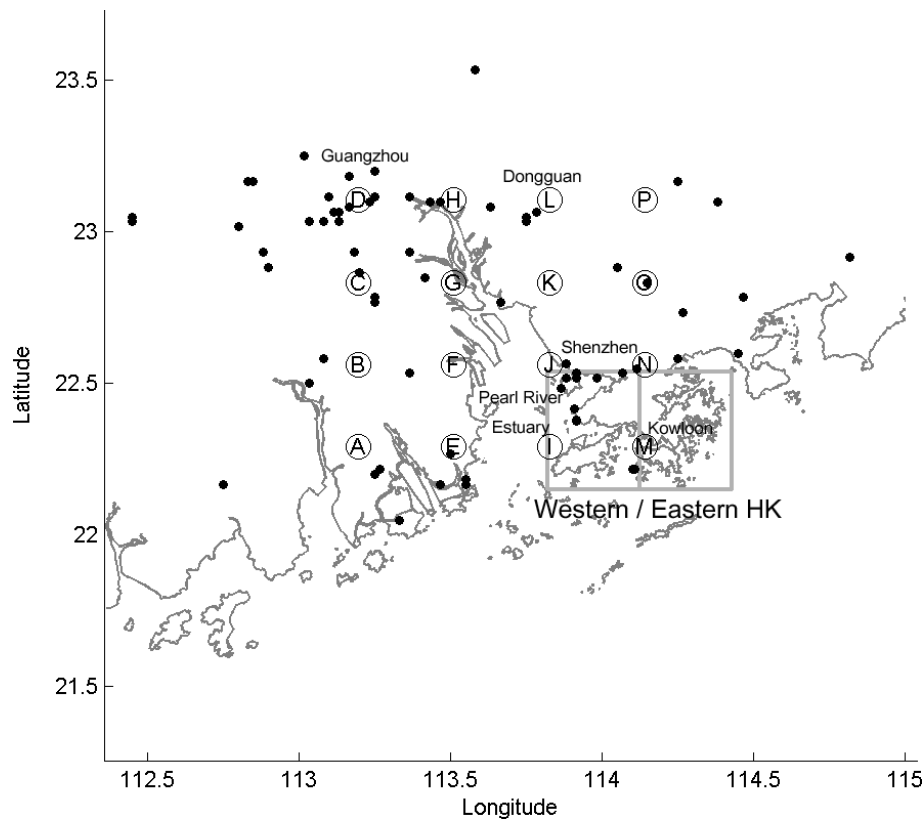 23.5
Guangzhou
Dongguan
D H L P
23
C G K O
Shenzhen
B F J N
22.5
Pearl River
Estuary
Kowloon
A E I M
Western / Eastern HK
22
21.5
Latitude
112.5 113 113.5 114 114.5 115
Longitude